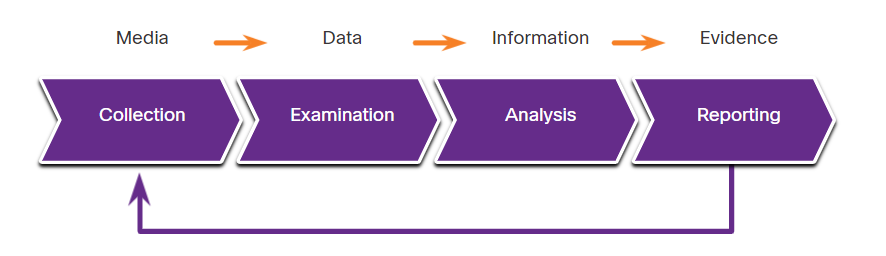 Media Data Information Evidence
Collection Examination Analysis Reporting